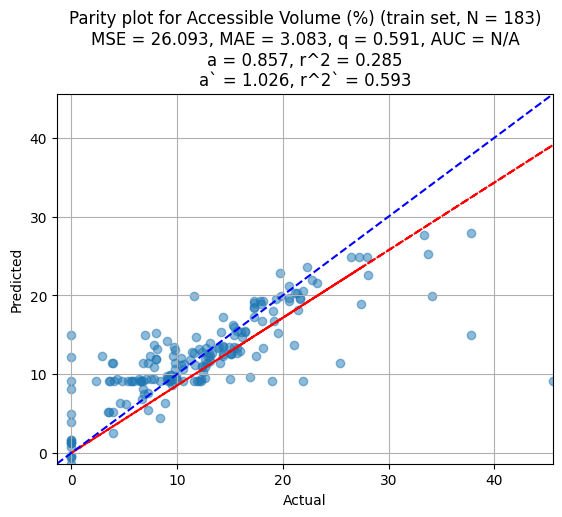 Parity plot for Accessible Volume (%) (train set, N = 183)
MSE = 26.093, MAE = 3.083, q = 0.591, AUC = N/A
a = 0.857, r^2 = 0.285
a` = 1.026, r^2` = 0.593
40
30
20
10
0
Predicted
0 10 20 30 40
Actual